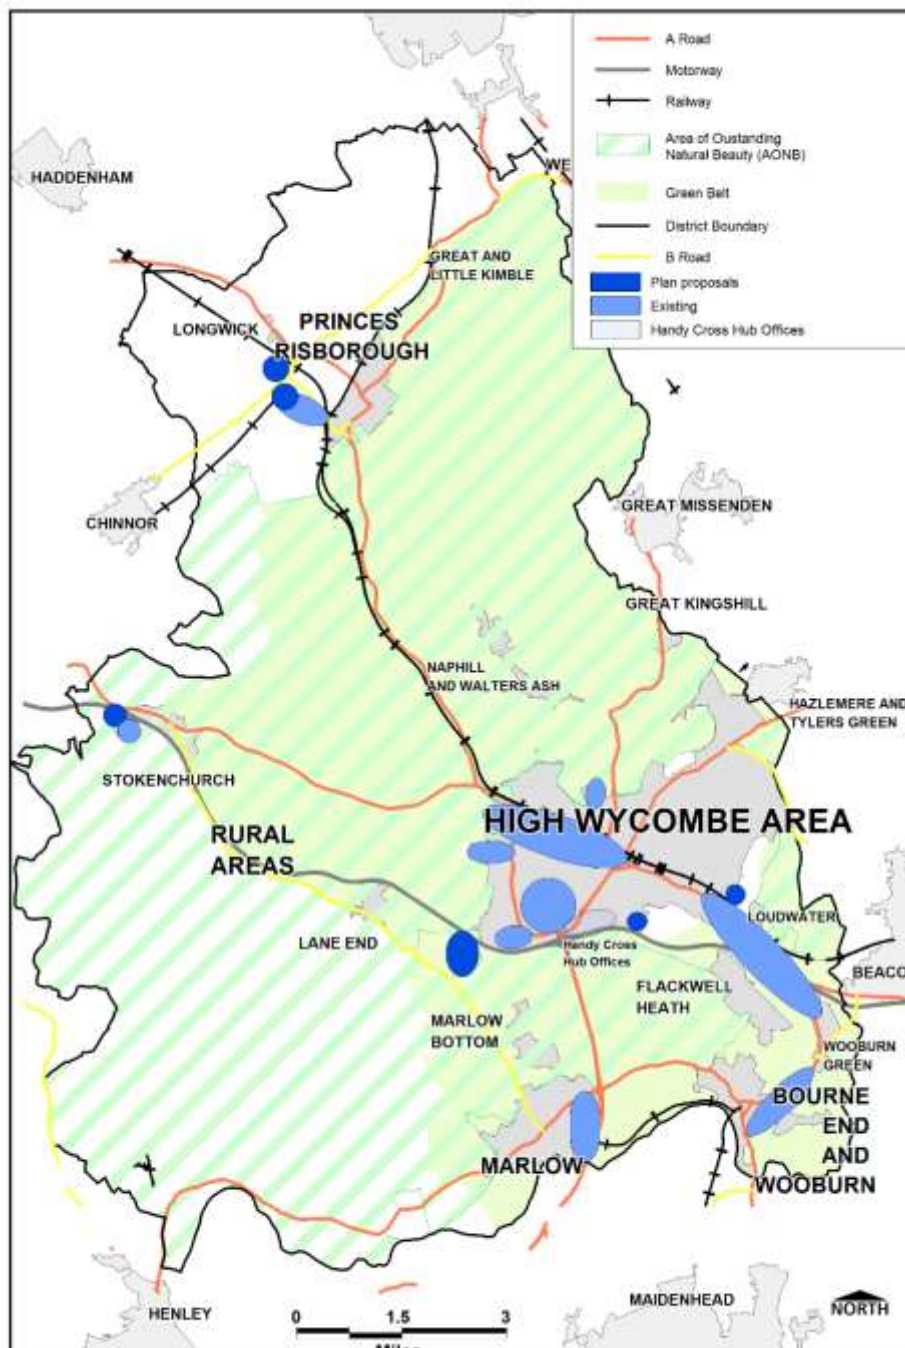 A Road
Motorway
Railway
Area of Oustanding
Natural Beauty (AONB)
Green Belt
District Boundary
B Road
Plan proposals
Existing
Handy Cross Hub Offices
HADDENHAM
WE
GREAT AND
LITTLE KIMBLE
LONGWICK
PRINCES
RISBOROUGH
CHINNOR
GREAT MISSENDEN
GREAT KINGSHILL
NAPHILL
AND WALTERS ASH
HAZLEMERE AND
TYLERS GREEN
STOKENCHURCH
HIGH WYCOMBE AREA
RURAL
AREAS
LANE END
LOUDWATER
Handy Cross
Hub Offices
BEACO
FLACKWELL
HEATH
MARLOW
BOTTOM
WOOBURN
GREEN
BOURNE
END
AND
WOOBURN
MARLOW
HENLEY
MAIDENHEAD
NORTH
0 1.5 3
Miles